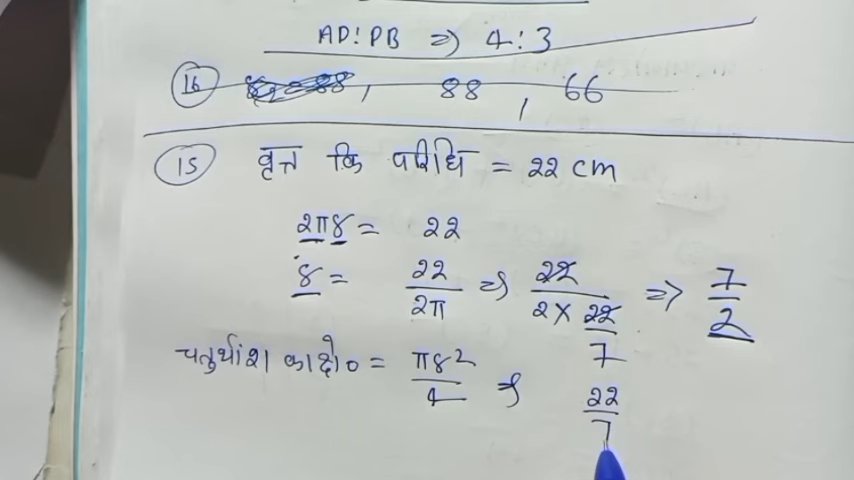 AD:PB ⇒ 4:3
(16) , 88 , 66
(15) वृत्त कि परिधि = 22 cm
2πr = 22
r = 22/2π ⇒ 22/(2 × 22/7) ⇒ 7/2
चतुर्थांश का क्षे० = πr²/4 ⇒ 22/7